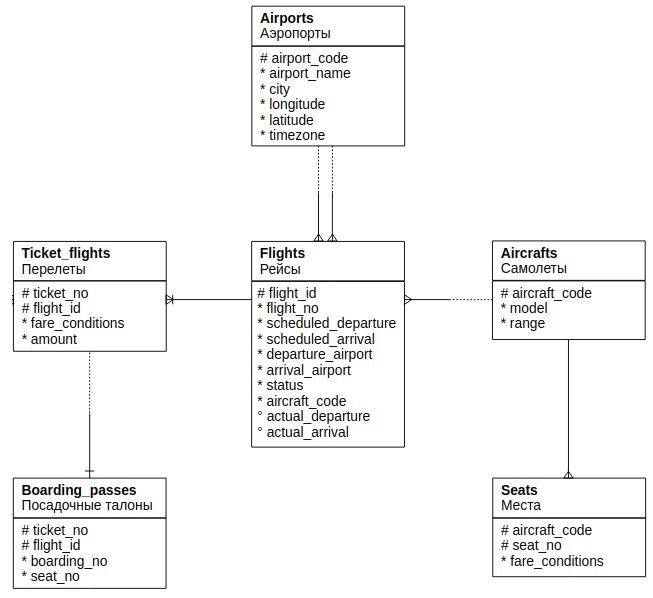 Airports
Аэропорты
# airport_code
* airport_name
* city
* longitude
* latitude
* timezone
Ticket_flights
Перелеты
# ticket_no
# flight_id
* fare_conditions
* amount
Flights
Рейсы
# flight_id
* flight_no
* scheduled_departure
* scheduled_arrival
* departure_airport
* arrival_airport
* status
* aircraft_code
° actual_departure
° actual_arrival
Aircrafts
Самолеты
# aircraft_code
* model
* range
Boarding_passes
Посадочные талоны
# ticket_no
# flight_id
* boarding_no
* seat_no
Seats
Места
# aircraft_code
# seat_no
* fare_conditions